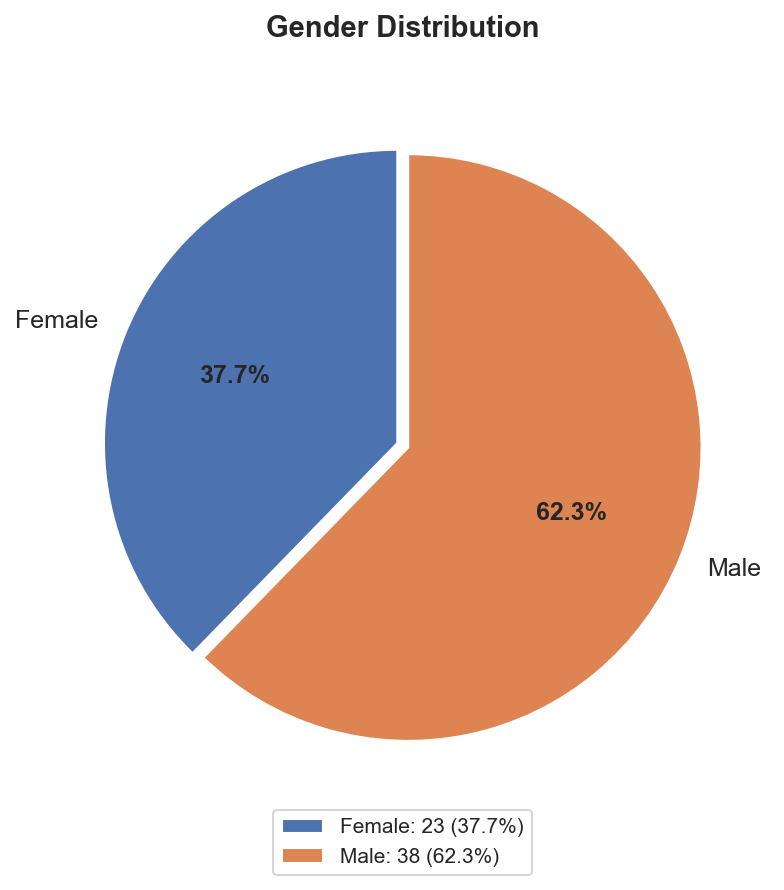 Gender Distribution
Female
37.7%
62.3%
Male
Female: 23 (37.7%)
Male: 38 (62.3%)